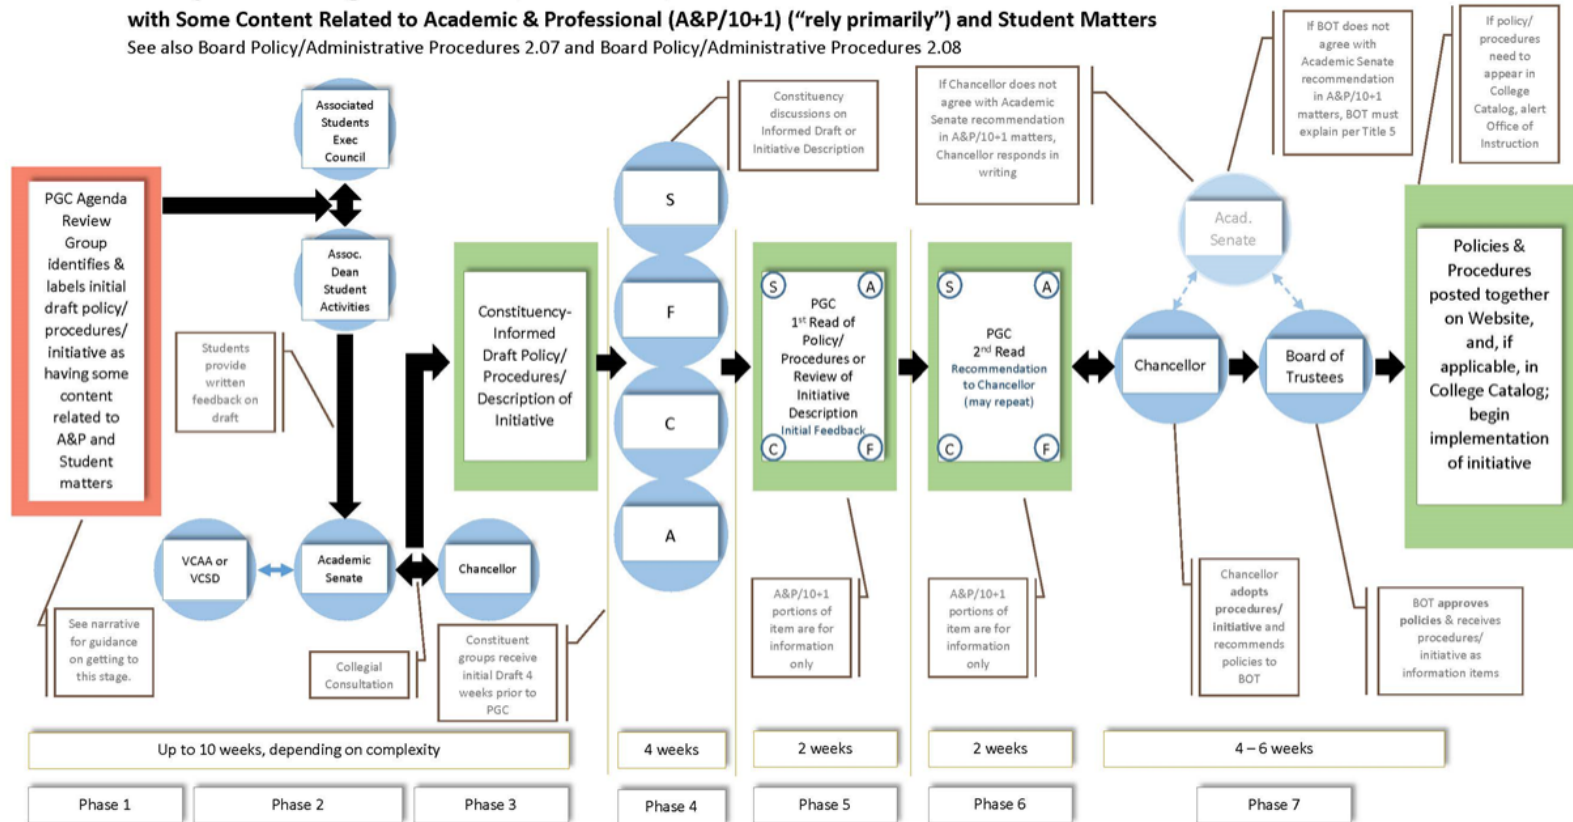 with Some Content Related to Academic & Professional (A&P/10+1) (“rely primarily”) and Student Matters
See also Board Policy/Administrative Procedures 2.07 and Board Policy/Administrative Procedures 2.08
PGC Agenda
Review
Group
identifies &
labels initial
draft policy/
procedures/
initiative as
having some
content
related to
A&P and
Student
matters
See narrative
for guidance
on getting to
this stage.
Associated
Students
Exec
Council
Assoc.
Dean
Student
Activities
Students
provide
written
feedback on
draft
VCAA or
VCSD
Academic
Senate
Chancellor
Collegial
Consultation
Constituency-
Informed
Draft Policy/
Procedures/
Description of
Initiative
Constituent
groups receive
initial Draft 4
weeks prior to
PGC
Constituency
discussions on
Informed Draft or
Initiative Description
S
F
C
A
S
A
PGC
1st Read of
Policy/
Procedures or
Review of
Initiative
Description
Initial Feedback
C
F
A&P/10+1
portions of
item are for
information
only
S
A
PGC
2nd Read
Recommendation
to Chancellor
(may repeat)
C
F
A&P/10+1
portions of
item are for
information
only
If Chancellor does not
agree with Academic
Senate recommendation
in A&P/10+1 matters,
Chancellor responds in
writing
If BOT does not
agree with
Academic Senate
recommendation
in A&P/10+1
matters, BOT must
explain per Title 5
If policy/
procedures
need to
appear in
College
Catalog, alert
Office of
Instruction
Acad.
Senate
Chancellor
Board of
Trustees
Chancellor
adopts
procedures/
initiative and
recommends
policies to
BOT
BOT approves
policies & receives
procedures/
initiative as
information items
Policies &
Procedures
posted together
on Website,
and, if
applicable, in
College Catalog;
begin
implementation
of initiative
Up to 10 weeks, depending on complexity
4 weeks
2 weeks
2 weeks
4 – 6 weeks
Phase 1
Phase 2
Phase 3
Phase 4
Phase 5
Phase 6
Phase 7